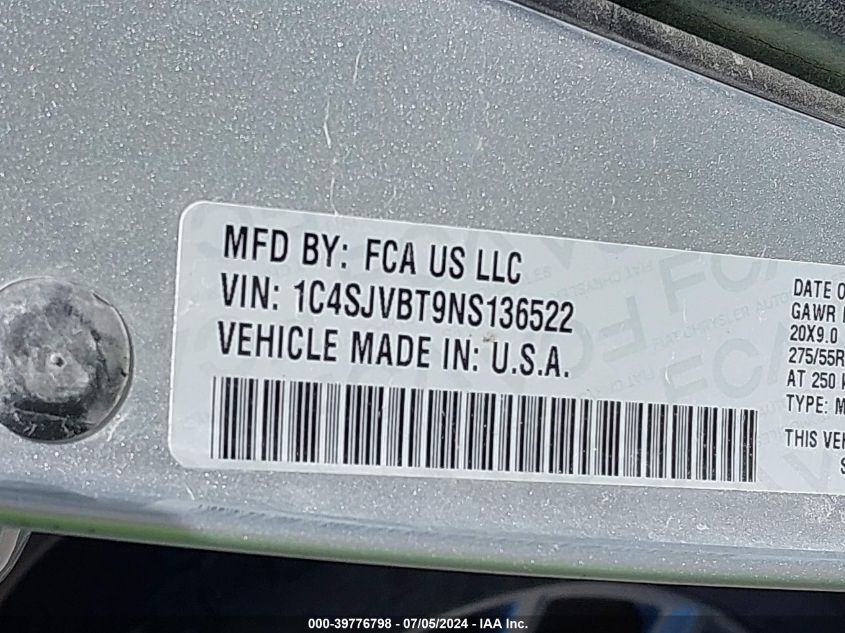 MFD BY: FCA US LLC
VIN: 1C4SJVBT9NS136522
VEHICLE MADE IN: U.S.A.
DATE O
GAWR
20X9.0
275/55R
AT 250
TYPE: M
THIS VEH
S
000-39776798 - 07/05/2024 - IAA Inc.